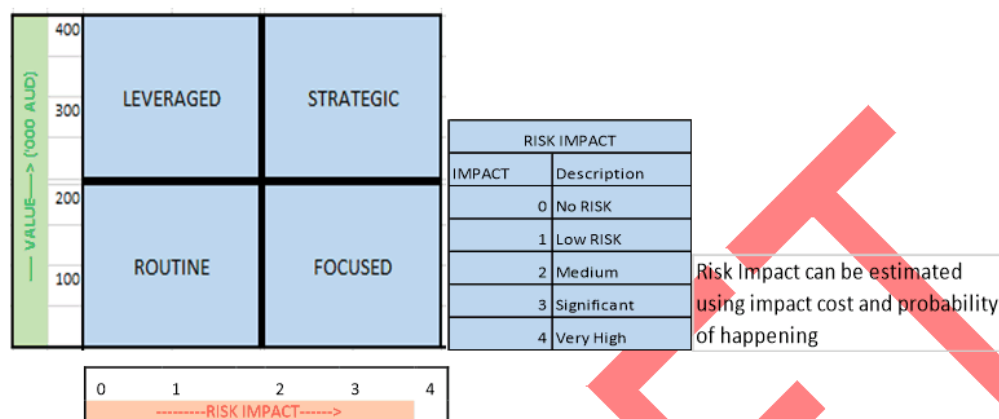 VALUE----> ('000 AUD)
400
300
200
100
LEVERAGED
STRATEGIC
ROUTINE
FOCUSED
0 1 2 3 4
---------RISK IMPACT------>
RISK IMPACT
IMPACT Description
0 No RISK
1 Low RISK
2 Medium
3 Significant
4 Very High
Risk Impact can be estimated
using impact cost and probability
of happening